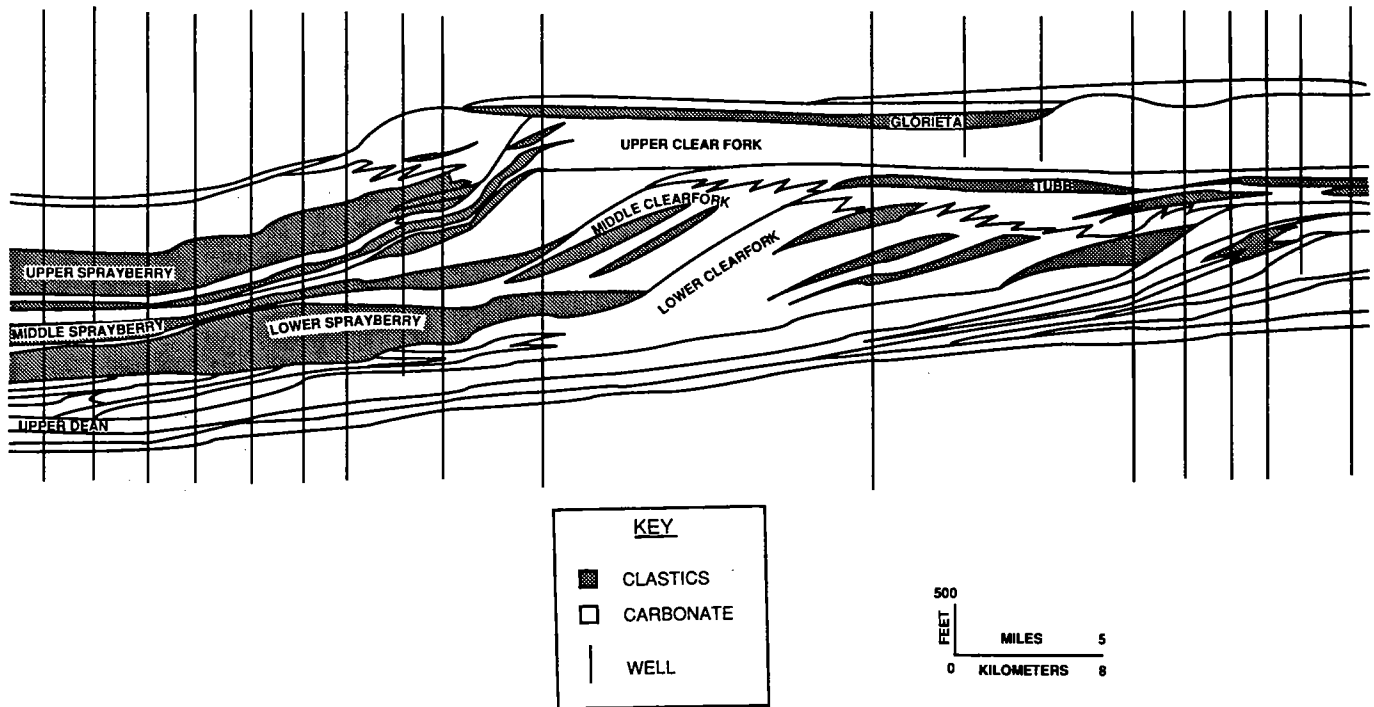 GLORIETA
UPPER CLEAR FORK
TUBB
MIDDLE CLEARFORK
LOWER CLEARFORK
UPPER SPRAYBERRY
MIDDLE SPRAYBERRY
LOWER SPRAYBERRY
UPPER DEAN
KEY
CLASTICS
CARBONATE
WELL
500
FEET
MILES 5
0 KILOMETERS 8